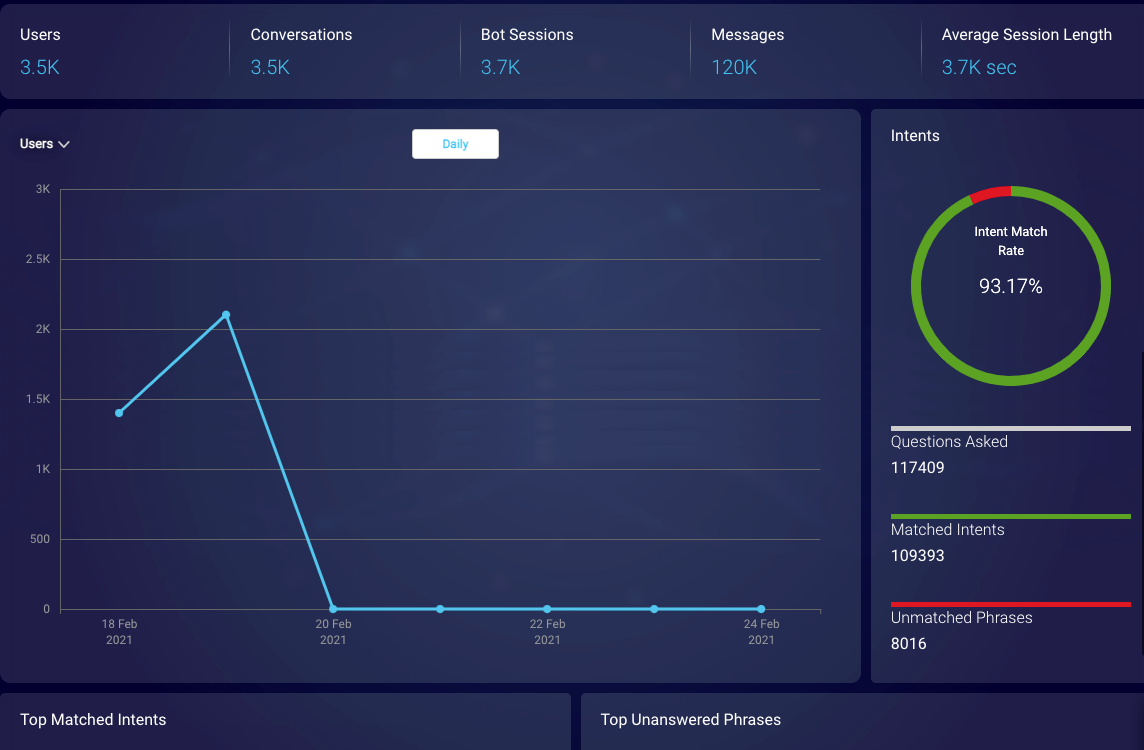 Users
3.5K
Conversations
3.5K
Bot Sessions
3.7K
Messages
120K
Average Session Length
3.7K sec
Users
Daily
3K
2.5K
2K
1.5K
1K
500
0
18 Feb
2021
20 Feb
2021
22 Feb
2021
24 Feb
2021
Intents
Intent Match
Rate
93.17%
Questions Asked
117409
Matched Intents
109393
Unmatched Phrases
8016
Top Matched Intents
Top Unanswered Phrases